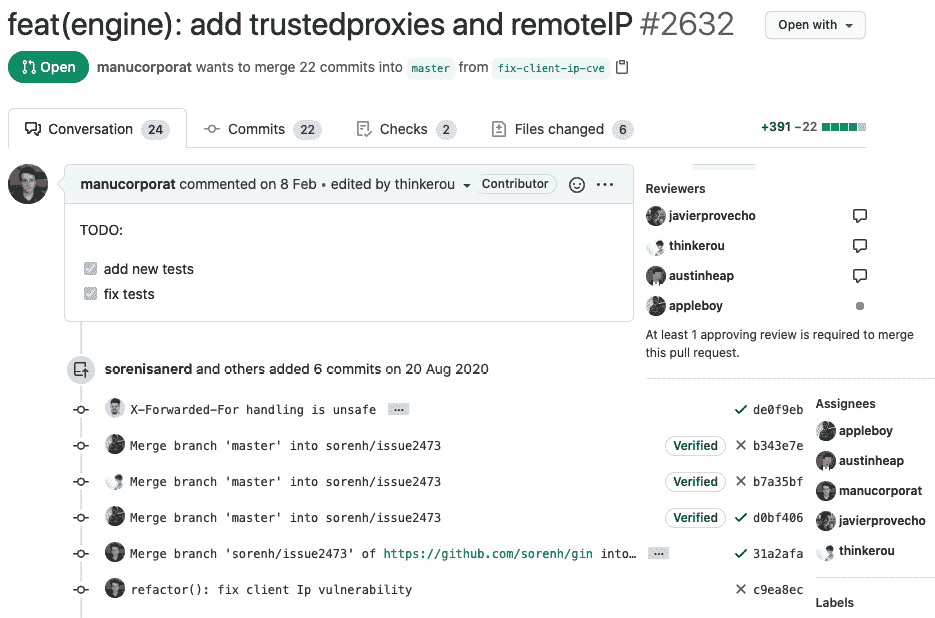 feat(engine): add trustedproxies and remoteIP #2632
Open with
Open
manucorporat wants to merge 22 commits into master from fix-client-ip-cve
Conversation 24
Commits 22
Checks 2
Files changed 6
+391 −22
manucorporat commented on 8 Feb • edited by thinkerou
Contributor
TODO:
add new tests
fix tests
sorenisanerd and others added 6 commits on 20 Aug 2020
X-Forwarded-For handling is unsafe … de0f9eb
Merge branch 'master' into sorenh/issue2473 Verified b343e7e
Merge branch 'master' into sorenh/issue2473 Verified b7a35bf
Merge branch 'master' into sorenh/issue2473 Verified d0bf406
Merge branch 'sorenh/issue2473' of https://github.com/sorenh/gin into… … 31a2afa
refactor(): fix client Ip vulnerability c9ea8ec
Reviewers
javierprovecho
thinkerou
austinheap
appleboy
At least 1 approving review is required to merge
this pull request.
Assignees
appleboy
austinheap
manucorporat
javierprovecho
thinkerou
Labels